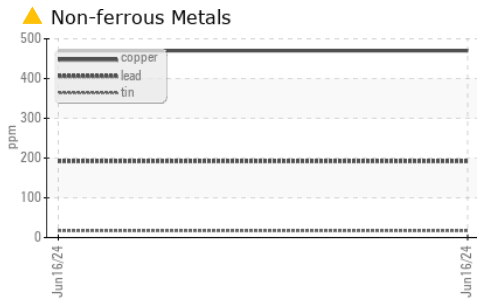 Non-ferrous Metals
500
copper
lead
tin
400
300
200
100
0
ppm
Jun16/24
Jun16/24